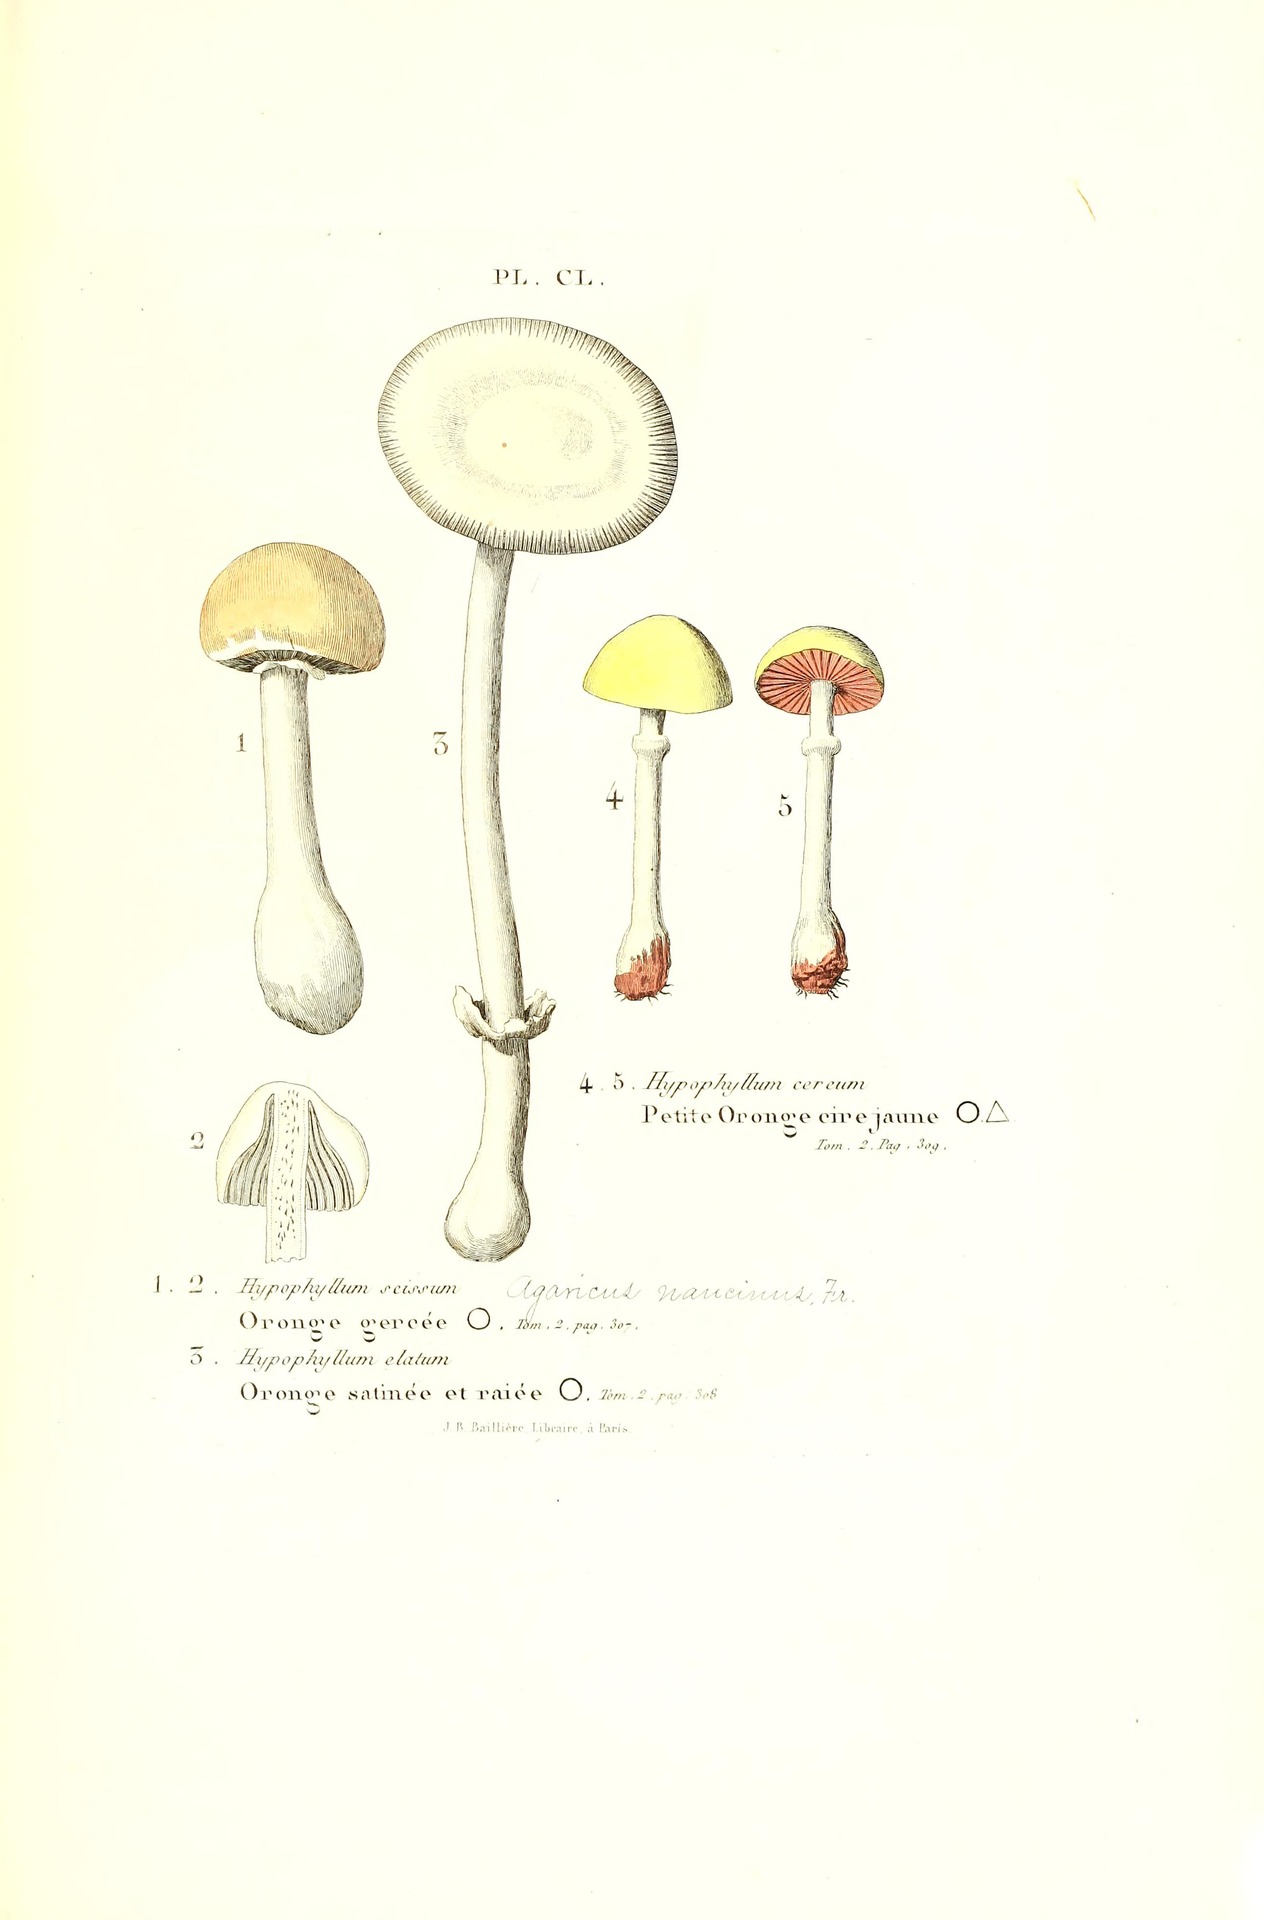 PL. CL.
1
3
4
5
2
4. 5. Hypophyllum cereum
Petite Oronge cire jaune
Tom. 2. Pag. 309.
1. 2. Hypophyllum scissum Agaricus naucinus, Fr.
Oronge gercée Tom. 2. pag. 307.
3. Hypophyllum elatum
Oronge satinée et raiée Tom. 2. pag. 308
J. B. Baillière, Libraire, à Paris.